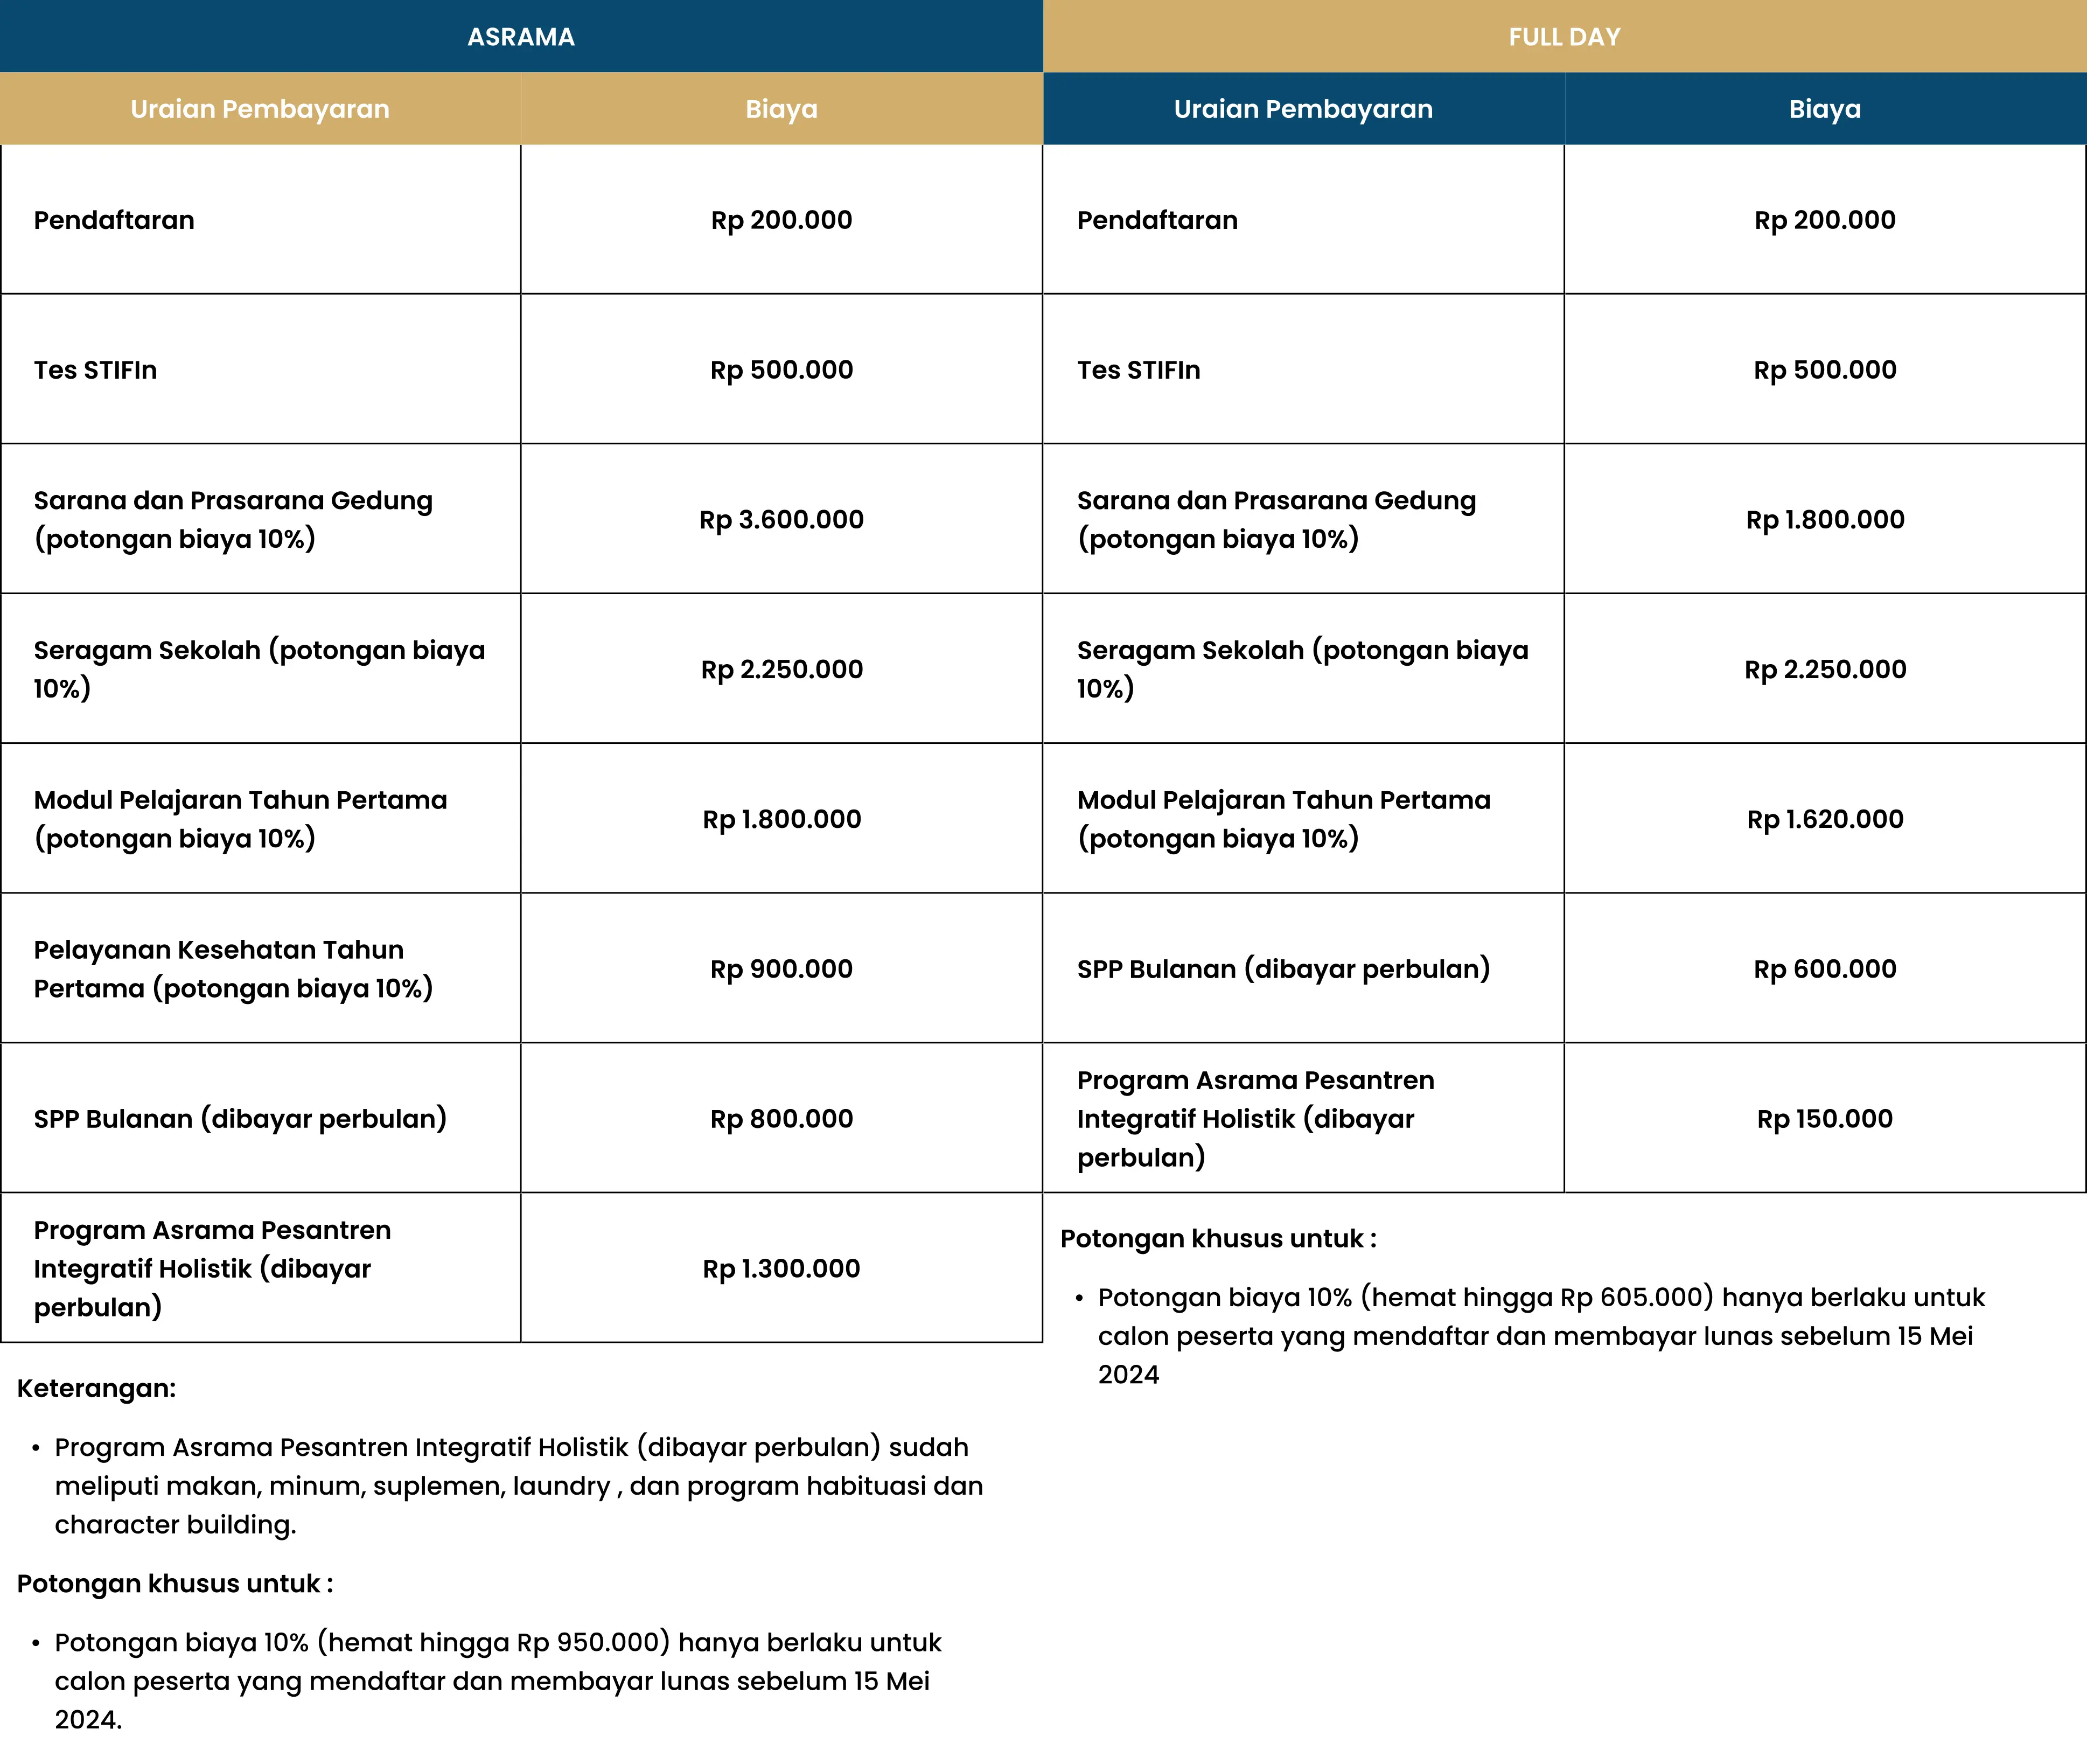 ASRAMA
Uraian Pembayaran Biaya
Pendaftaran Rp 200.000
Tes STIFIn Rp 500.000
Sarana dan Prasarana Gedung
(potongan biaya 10%) Rp 3.600.000
Seragam Sekolah (potongan biaya
10%) Rp 2.250.000
Modul Pelajaran Tahun Pertama
(potongan biaya 10%) Rp 1.800.000
Pelayanan Kesehatan Tahun
Pertama (potongan biaya 10%) Rp 900.000
SPP Bulanan (dibayar perbulan) Rp 800.000
Program Asrama Pesantren
Integratif Holistik (dibayar Rp 1.300.000
perbulan)
Keterangan:
• Program Asrama Pesantren Integratif Holistik (dibayar perbulan) sudah
meliputi makan, minum, suplemen, laundry , dan program habituasi dan
character building.
Potongan khusus untuk :
• Potongan biaya 10% (hemat hingga Rp 950.000) hanya berlaku untuk
calon peserta yang mendaftar dan membayar lunas sebelum 15 Mei
2024.
FULL DAY
Uraian Pembayaran Biaya
Pendaftaran Rp 200.000
Tes STIFIn Rp 500.000
Sarana dan Prasarana Gedung
(potongan biaya 10%) Rp 1.800.000
Seragam Sekolah (potongan biaya
10%) Rp 2.250.000
Modul Pelajaran Tahun Pertama
(potongan biaya 10%) Rp 1.620.000
SPP Bulanan (dibayar perbulan) Rp 600.000
Program Asrama Pesantren
Integratif Holistik (dibayar Rp 150.000
perbulan)
Potongan khusus untuk :
• Potongan biaya 10% (hemat hingga Rp 605.000) hanya berlaku untuk
calon peserta yang mendaftar dan membayar lunas sebelum 15 Mei
2024